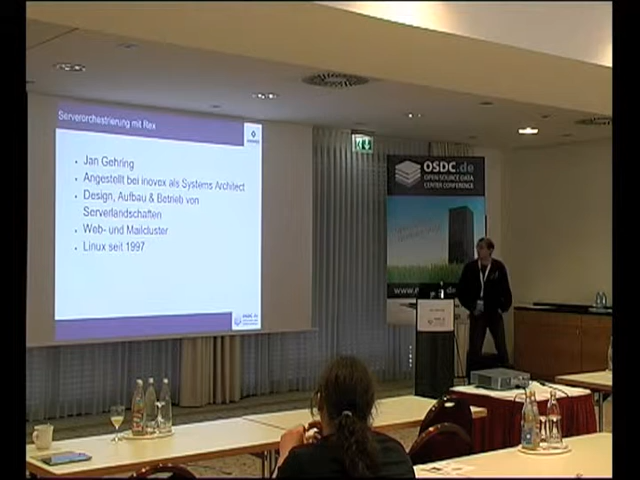 Serverorchestrierung mit Rex
Jan Gehring
Angestellt bei inovex als Systems Architect
Design, Aufbau & Betrieb von
Serverlandschaften
Web- und Mailcluster
Linux seit 1997
OSDC.de
OPEN SOURCE DATA
CENTER CONFERENCE